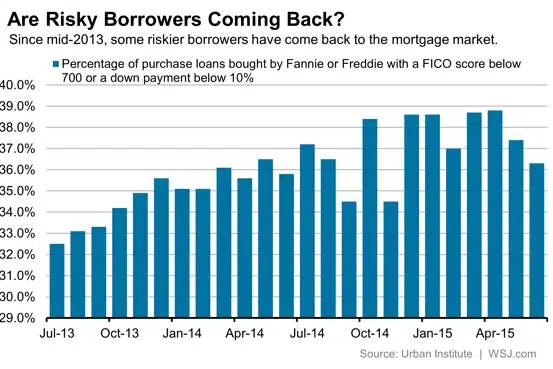 Are Risky Borrowers Coming Back?
Since mid-2013, some riskier borrowers have come back to the mortgage market.
Percentage of purchase loans bought by Fannie or Freddie with a FICO score below
700 or a down payment below 10%
40.0%
39.0%
38.0%
37.0%
36.0%
35.0%
34.0%
33.0%
32.0%
31.0%
30.0%
29.0%
Jul-13 Oct-13 Jan-14 Apr-14 Jul-14 Oct-14 Jan-15 Apr-15
Source: Urban Institute | WSJ.com